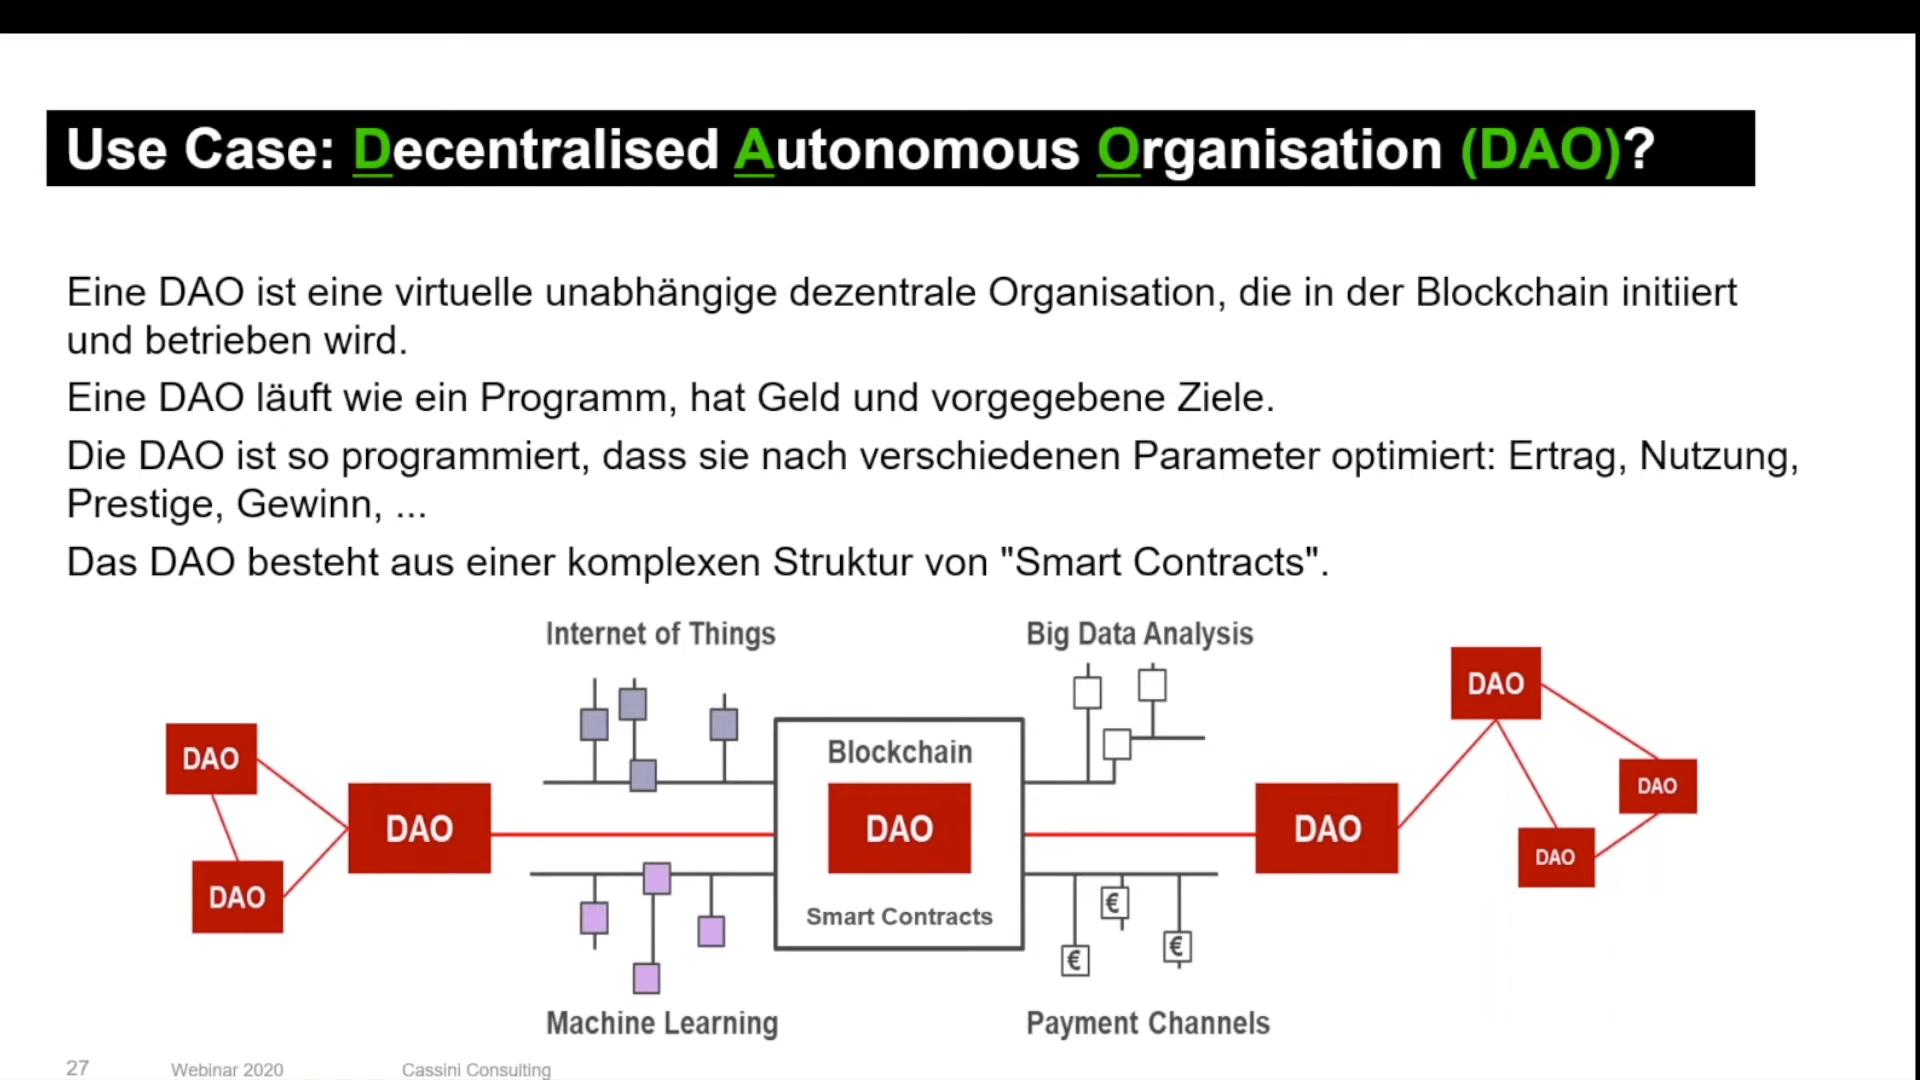 Use Case: Decentralised Autonomous Organisation (DAO)?
Eine DAO ist eine virtuelle unabhängige dezentrale Organisation, die in der Blockchain initiiert
und betrieben wird.
Eine DAO läuft wie ein Programm, hat Geld und vorgegebene Ziele.
Die DAO ist so programmiert, dass sie nach verschiedenen Parameter optimiert: Ertrag, Nutzung,
Prestige, Gewinn, ...
Das DAO besteht aus einer komplexen Struktur von "Smart Contracts".
Internet of Things
Big Data Analysis
DAO
DAO
DAO
Blockchain
DAO
Smart Contracts
DAO
DAO
DAO
DAO
€
€
€
Machine Learning
Payment Channels
27
Webinar 2020
Cassini Consulting